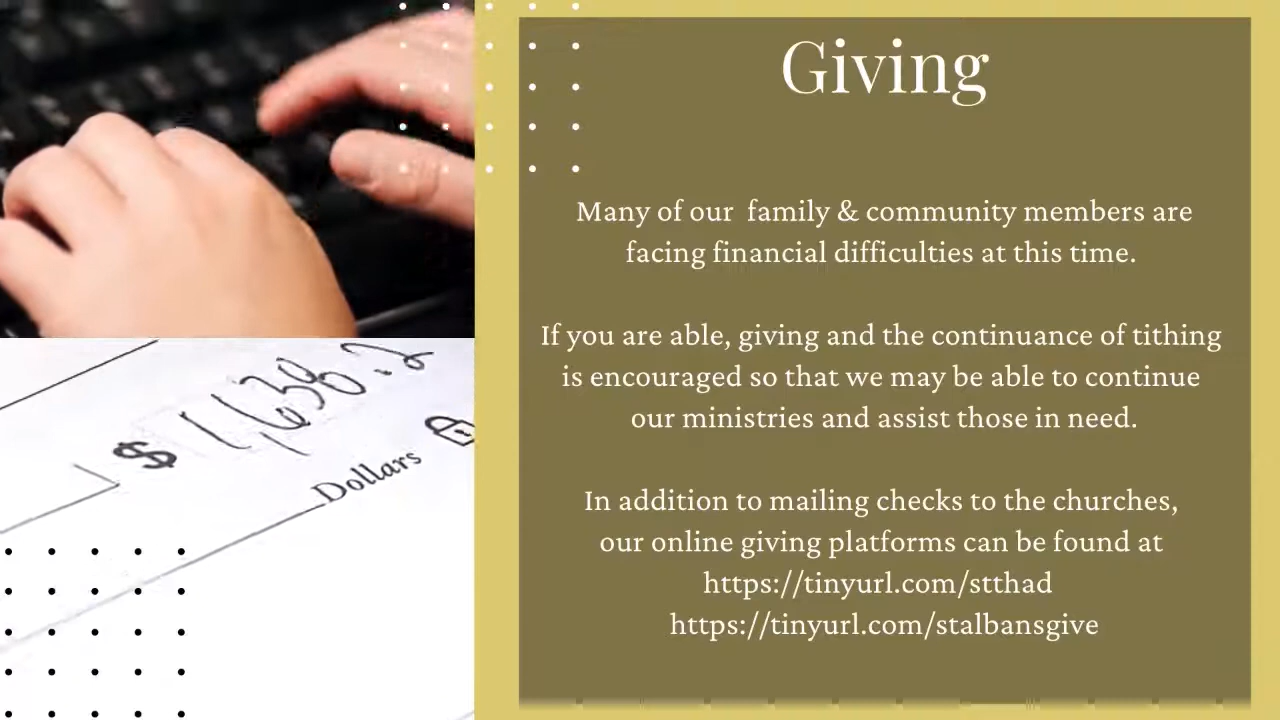 Giving
Many of our family & community members are
facing financial difficulties at this time.
If you are able, giving and the continuance of tithing
is encouraged so that we may be able to continue
our ministries and assist those in need.
In addition to mailing checks to the churches,
our online giving platforms can be found at
https://tinyurl.com/stthad
https://tinyurl.com/stalbansgive
$
Dollars